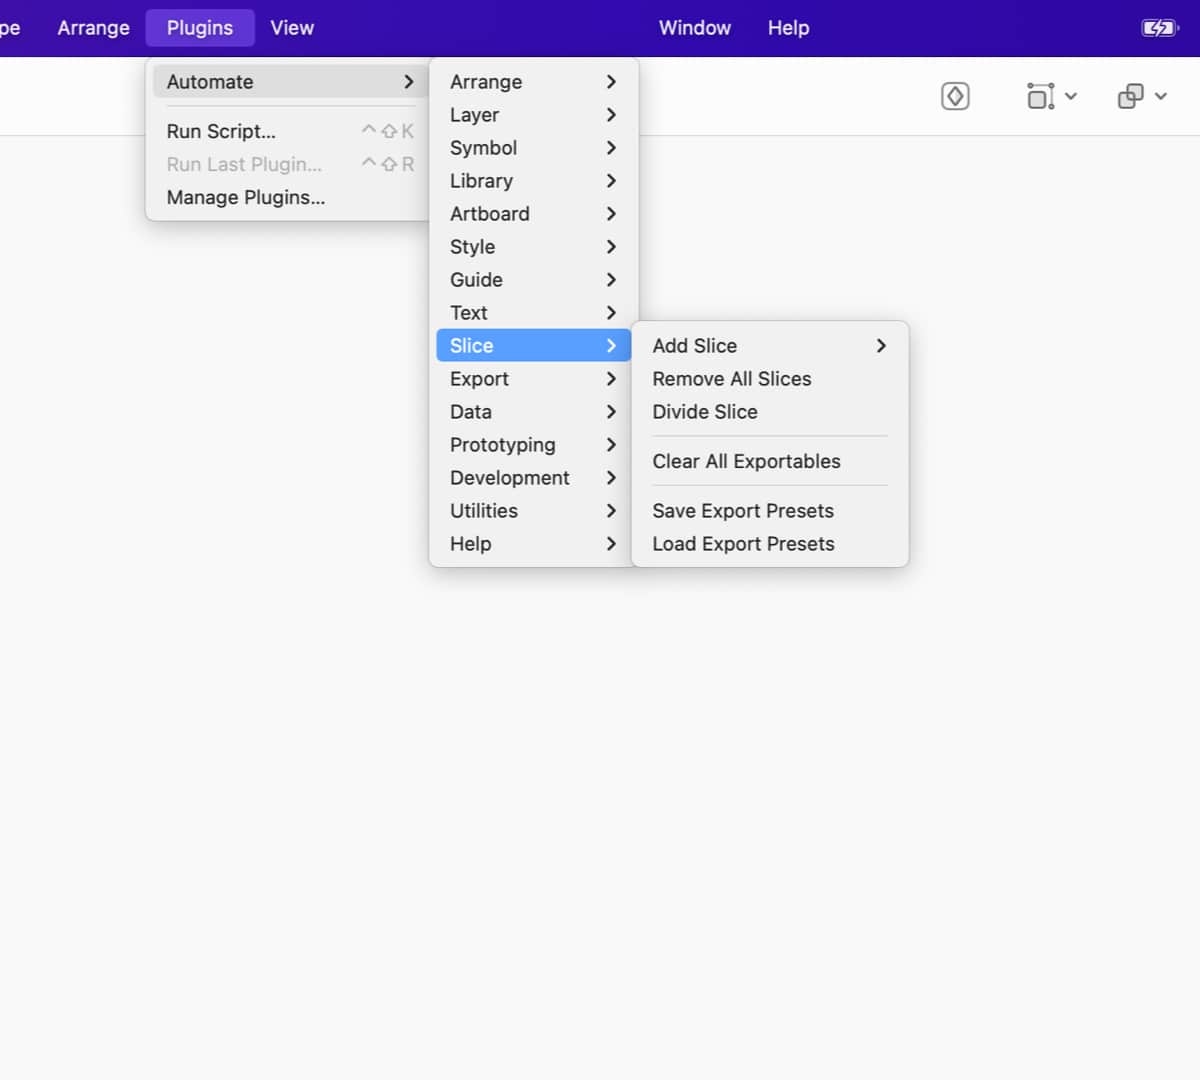 pe Arrange Plugins View Window Help
Automate
Run Script...
^⇧K
Run Last Plugin...
^⇧R
Manage Plugins...
Arrange
Layer
Symbol
Library
Artboard
Style
Guide
Text
Slice
Export
Data
Prototyping
Development
Utilities
Help
Add Slice
Remove All Slices
Divide Slice
Clear All Exportables
Save Export Presets
Load Export Presets